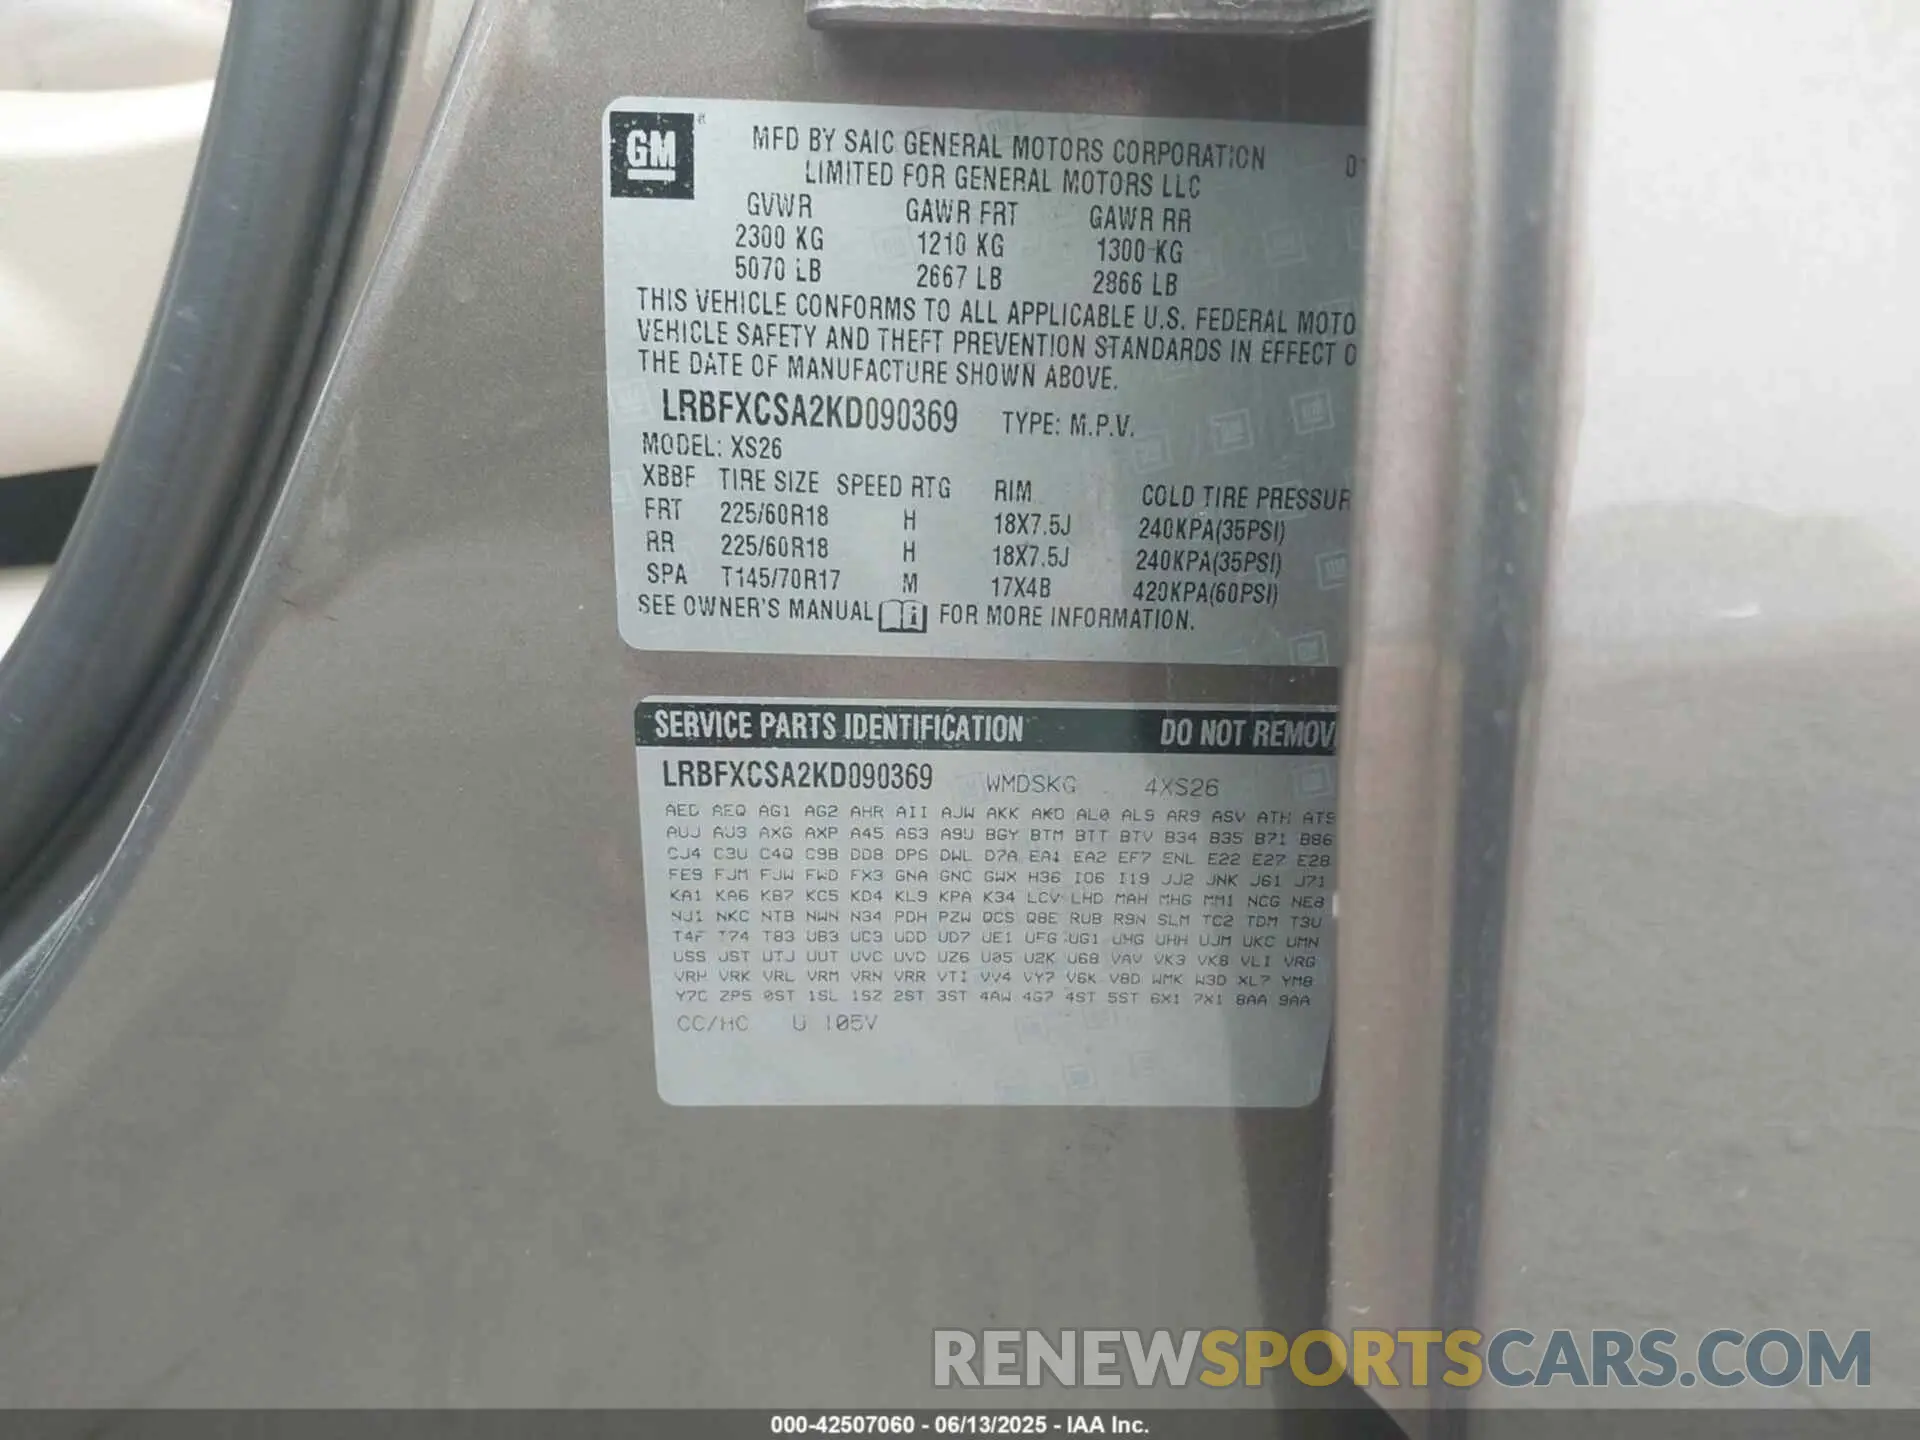 GM
MFD BY SAIC GENERAL MOTORS CORPORATION
LIMITED FOR GENERAL MOTORS LLC
GVWR GAWR FRT GAWR RR
2300 KG 1210 KG 1300 KG
5070 LB 2667 LB 2866 LB
THIS VEHICLE CONFORMS TO ALL APPLICABLE U.S. FEDERAL MOTO
VEHICLE SAFETY AND THEFT PREVENTION STANDARDS IN EFFECT O
THE DATE OF MANUFACTURE SHOWN ABOVE.
LRBFXCSA2KD090369 TYPE: M.P.V.
MODEL: XS26
XBBF TIRE SIZE SPEED RTG RIM COLD TIRE PRESSUR
FRT 225/60R18 H 18X7.5J 240KPA(35PSI)
RR 225/60R18 H 18X7.5J 240KPA(35PSI)
SPA T145/70R17 M 17X4B 420KPA(60PSI)
SEE OWNER'S MANUAL FOR MORE INFORMATION.
SERVICE PARTS IDENTIFICATION DO NOT REMOV
LRBFXCSA2KD090369 WMDSKG 4XS26
AED AEQ AG1 AG2 AHR AII AJW AKK AKO AL0 AL9 AR9 ASV ATH AT9
AUJ AU3 AXG AXP A45 A63 A9U BGY BTM BTT BTV B34 B35 B71 B86
CJ4 C3U C4Q C9B DD8 DPS DWL D7A EA1 EA2 EF7 ENL E22 E27 E28
FE9 FJM FJW FWD FX3 GNA GNC GWX H36 IO6 I19 JJ2 JNK J61 J71
KA1 KA6 KB7 KC5 KD4 KL9 KPA K34 LCV LHD MAH MHG MM1 NCG NE8
NJ1 NKC NTB NWN N34 PDH PZW QCS Q8E RUB R9N SLM TC2 TDM T3U
T4F T74 T83 UB3 UC3 UDD UD7 UE1 UFG UG1 UHG UHH UJM UKC UMN
USS UST UTJ UUT UVC UVD UZ6 U05 U2K U68 VAV VK3 VK8 VLI VRG
VRH VRK VRL VRM VRN VRR VTI VV4 VY7 V6K V8D WMK W3D XL7 YM8
Y7C ZP5 0ST 1SL 1SZ 2ST 3ST 4AW 4G7 4ST 5ST 6X1 7X1 8AA 9AA
CC/HC U 105V
RENEWSPORTSCARS.COM
000-42507060 - 06/13/2025 - IAA Inc.